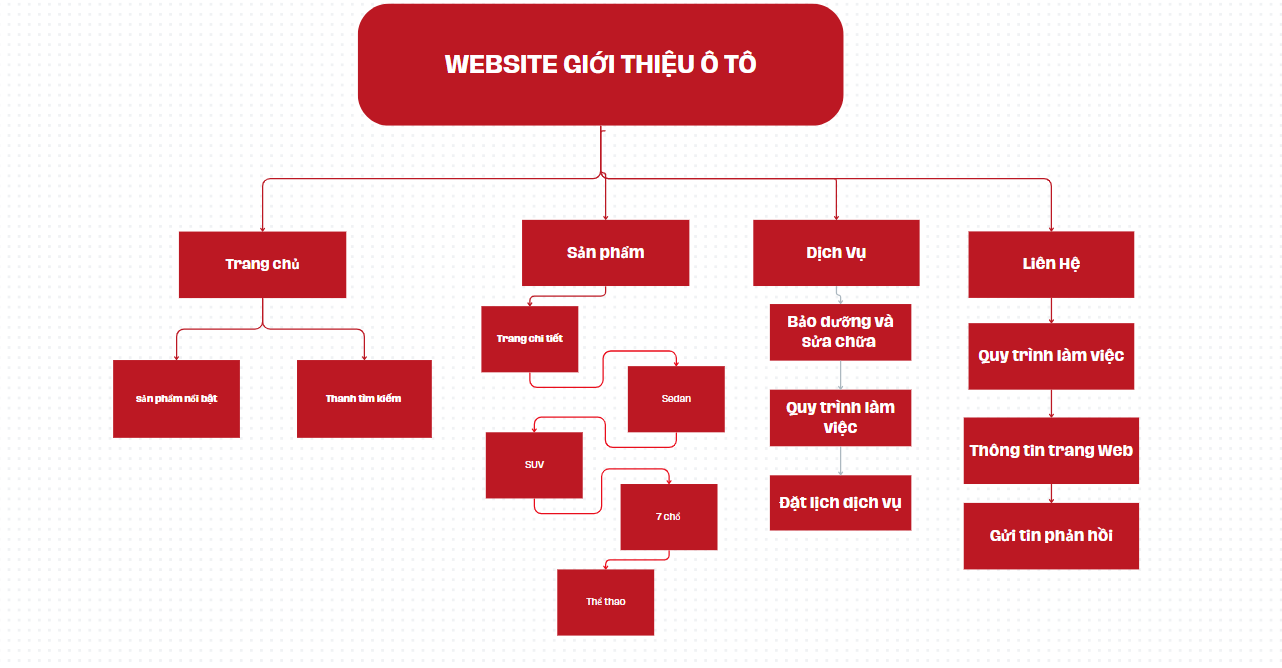 WEBSITE GIỚI THIỆU Ô TÔ
Trang chủ
Sản phẩm
Dịch Vụ
Liên Hệ
sản phẩm nổi bật
Thanh tìm kiếm
Trang chi tiết
Sedan
SUV
7 chổ
Thể thao
Bảo dưỡng và
sửa chữa
Quy trình làm
việc
Đặt lịch dịch vụ
Quy trình làm việc
Thông tin trang Web
Gửi tin phản hồi